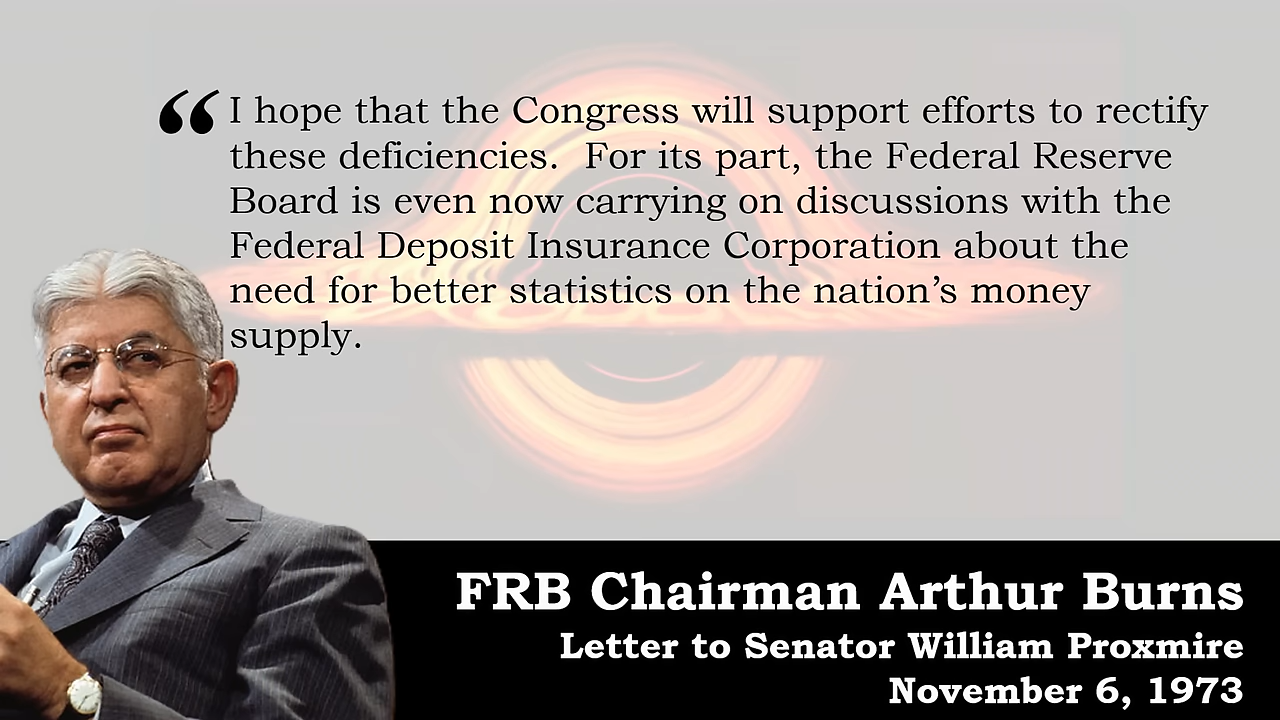 “I hope that the Congress will support efforts to rectify
these deficiencies.  For its part, the Federal Reserve
Board is even now carrying on discussions with the
Federal Deposit Insurance Corporation about the
need for better statistics on the nation’s money
supply.
FRB Chairman Arthur Burns
Letter to Senator William Proxmire
November 6, 1973